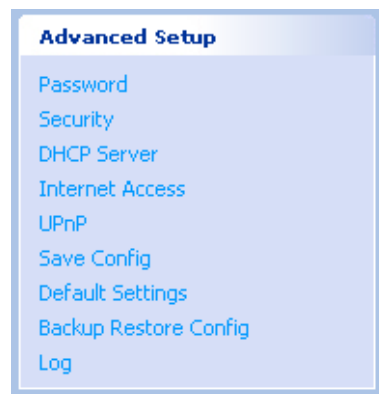 Advanced Setup
Password
Security
DHCP Server
Internet Access
UPnP
Save Config
Default Settings
Backup Restore Config
Log